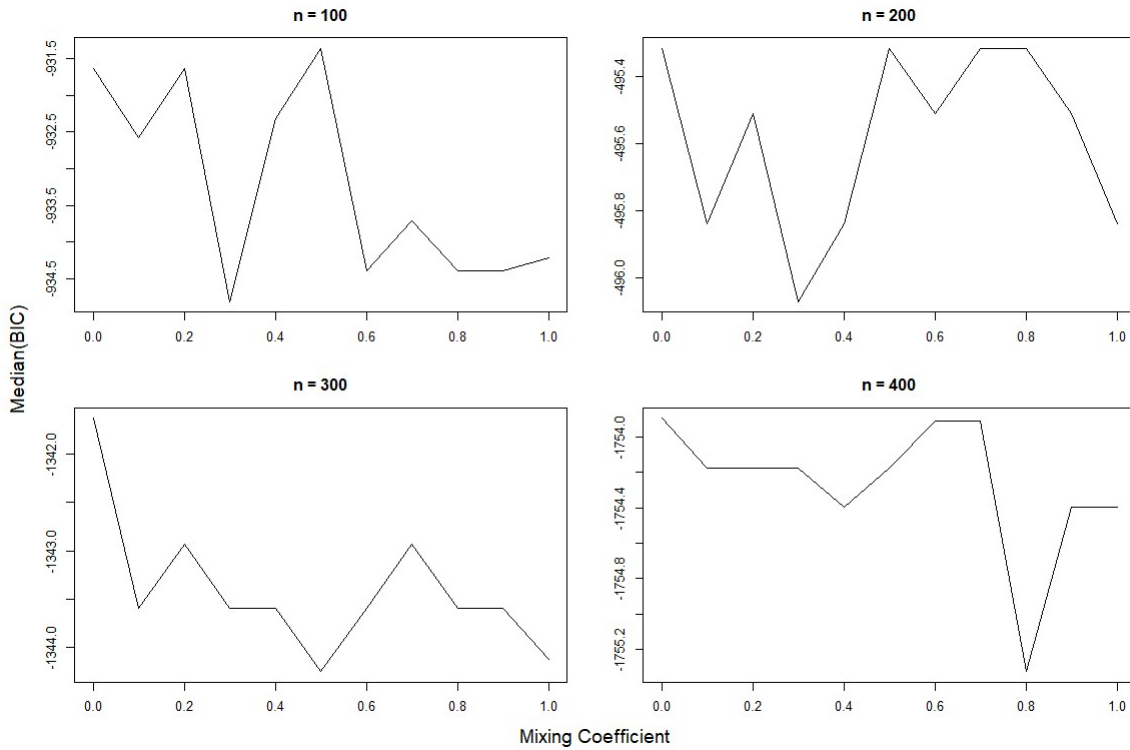 n = 100
-931.5
-932.5
-933.5
-934.5
0.0 0.2 0.4 0.6 0.8 1.0
n = 200
-495.4
-495.6
-495.8
-496.0
0.0 0.2 0.4 0.6 0.8 1.0
Median(BIC)
n = 300
-1342.0
-1343.0
-1344.0
0.0 0.2 0.4 0.6 0.8 1.0
n = 400
-1754.0
-1754.4
-1754.8
-1755.2
0.0 0.2 0.4 0.6 0.8 1.0
Mixing Coefficient